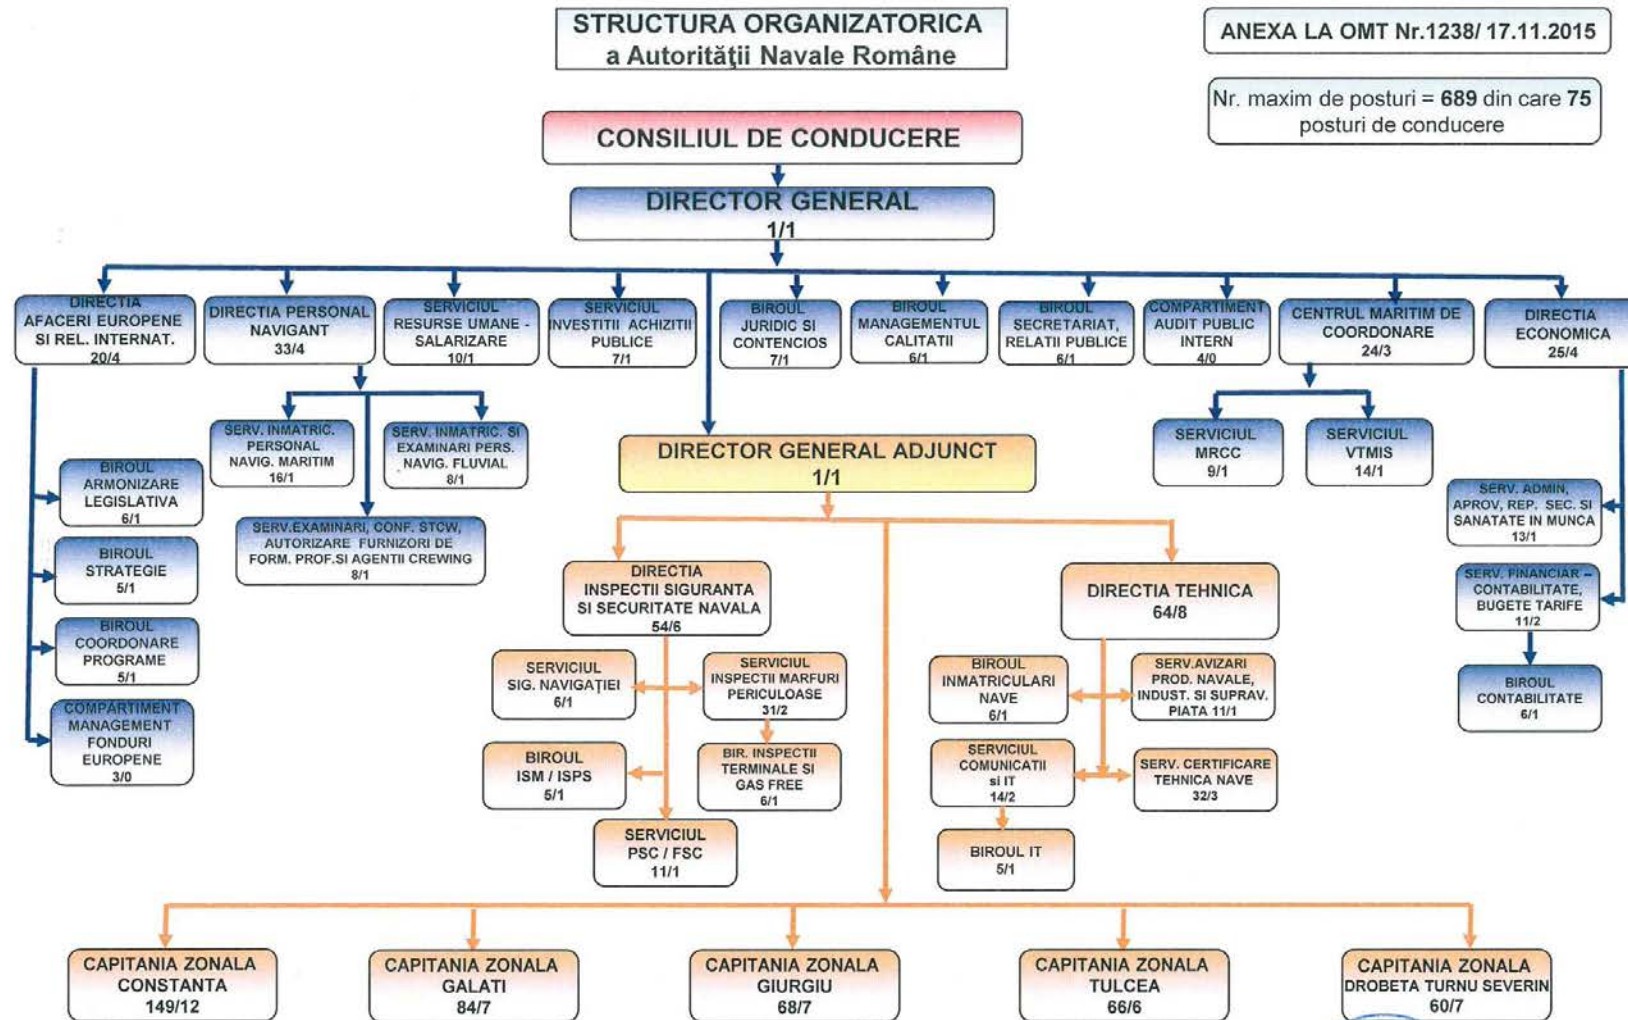 STRUCTURA ORGANIZATORICA
a Autorităţii Navale Române
ANEXA LA OMT Nr.1238/ 17.11.2015
Nr. maxim de posturi = 689 din care 75
posturi de conducere
CONSILIUL DE CONDUCERE
DIRECTOR GENERAL
1/1
DIRECTIA
AFACERI EUROPENE
SI REL. INTERNAT.
20/4
DIRECTIA PERSONAL
NAVIGANT
33/4
SERVICIUL
RESURSE UMANE -
SALARIZARE
10/1
SERVICIUL
INVESTITII ACHIZITII
PUBLICE
7/1
BIROUL
JURIDIC SI
CONTENCIOS
7/1
BIROUL
MANAGEMENTUL
CALITATII
6/1
BIROUL
SECRETARIAT,
RELATII PUBLICE
6/1
COMPARTIMENT
AUDIT PUBLIC
INTERN
4/0
CENTRUL MARITIM DE
COORDONARE
24/3
DIRECTIA
ECONOMICA
25/4
SERV. INMATRIC.
PERSONAL
NAVIG. MARITIM
16/1
SERV. INMATRIC. SI
EXAMINARI PERS.
NAVIG. FLUVIAL
8/1
SERV.EXAMINARI, CONF. STCW,
AUTORIZARE FURNIZORI DE
FORM. PROF.SI AGENTII CREWING
8/1
BIROUL
ARMONIZARE
LEGISLATIVA
6/1
BIROUL
STRATEGIE
5/1
BIROUL
COORDONARE
PROGRAME
5/1
COMPARTIMENT
MANAGEMENT
FONDURI
EUROPENE
3/0
DIRECTOR GENERAL ADJUNCT
1/1
SERVICIUL
MRCC
9/1
SERVICIUL
VTMIS
14/1
SERV. ADMIN,
APROV, REP. SEC. SI
SANATATE IN MUNCA
13/1
SERV. FINANCIAR –
CONTABILITATE,
BUGETE TARIFE
11/2
BIROUL
CONTABILITATE
6/1
DIRECTIA
INSPECTII SIGURANTA
SI SECURITATE NAVALA
54/6
SERVICIUL
SIG. NAVIGAŢIEI
6/1
SERVICIUL
INSPECTII MARFURI
PERICULOASE
31/2
BIROUL
ISM / ISPS
5/1
BIR. INSPECTII
TERMINALE SI
GAS FREE
6/1
SERVICIUL
PSC / FSC
11/1
DIRECTIA TEHNICA
64/8
BIROUL
INMATRICULARI
NAVE
6/1
SERV.AVIZARI
PROD. NAVALE,
INDUST. SI SUPRAV.
PIATA 11/1
SERVICIUL
COMUNICATII
si IT
14/2
SERV. CERTIFICARE
TEHNICA NAVE
32/3
BIROUL IT
5/1
CAPITANIA ZONALA
CONSTANTA
149/12
CAPITANIA ZONALA
GALATI
84/7
CAPITANIA ZONALA
GIURGIU
68/7
CAPITANIA ZONALA
TULCEA
66/6
CAPITANIA ZONALA
DROBETA TURNU SEVERIN
60/7